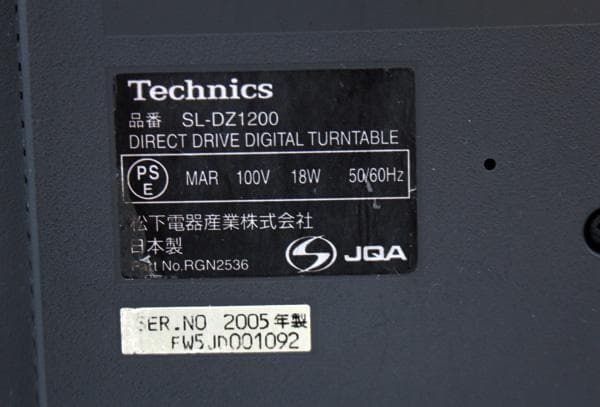 Technics
品番 SL-DZ1200
DIRECT DRIVE DIGITAL TURNTABLE
PS E MAR 100V 18W 50/60Hz
松下電器産業株式会社
日本製
JQA
Part No.RGN2536
SER.NO 2005年製
FW5JD001092